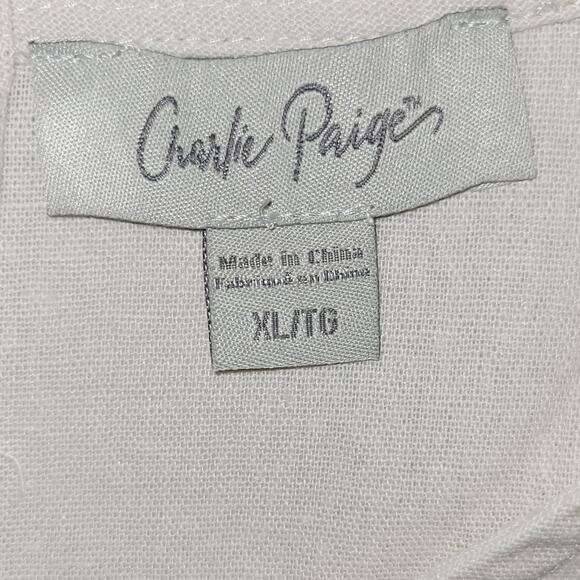 Charlie Paige™
Made in China
Fabriqué en Chine
XL/TG